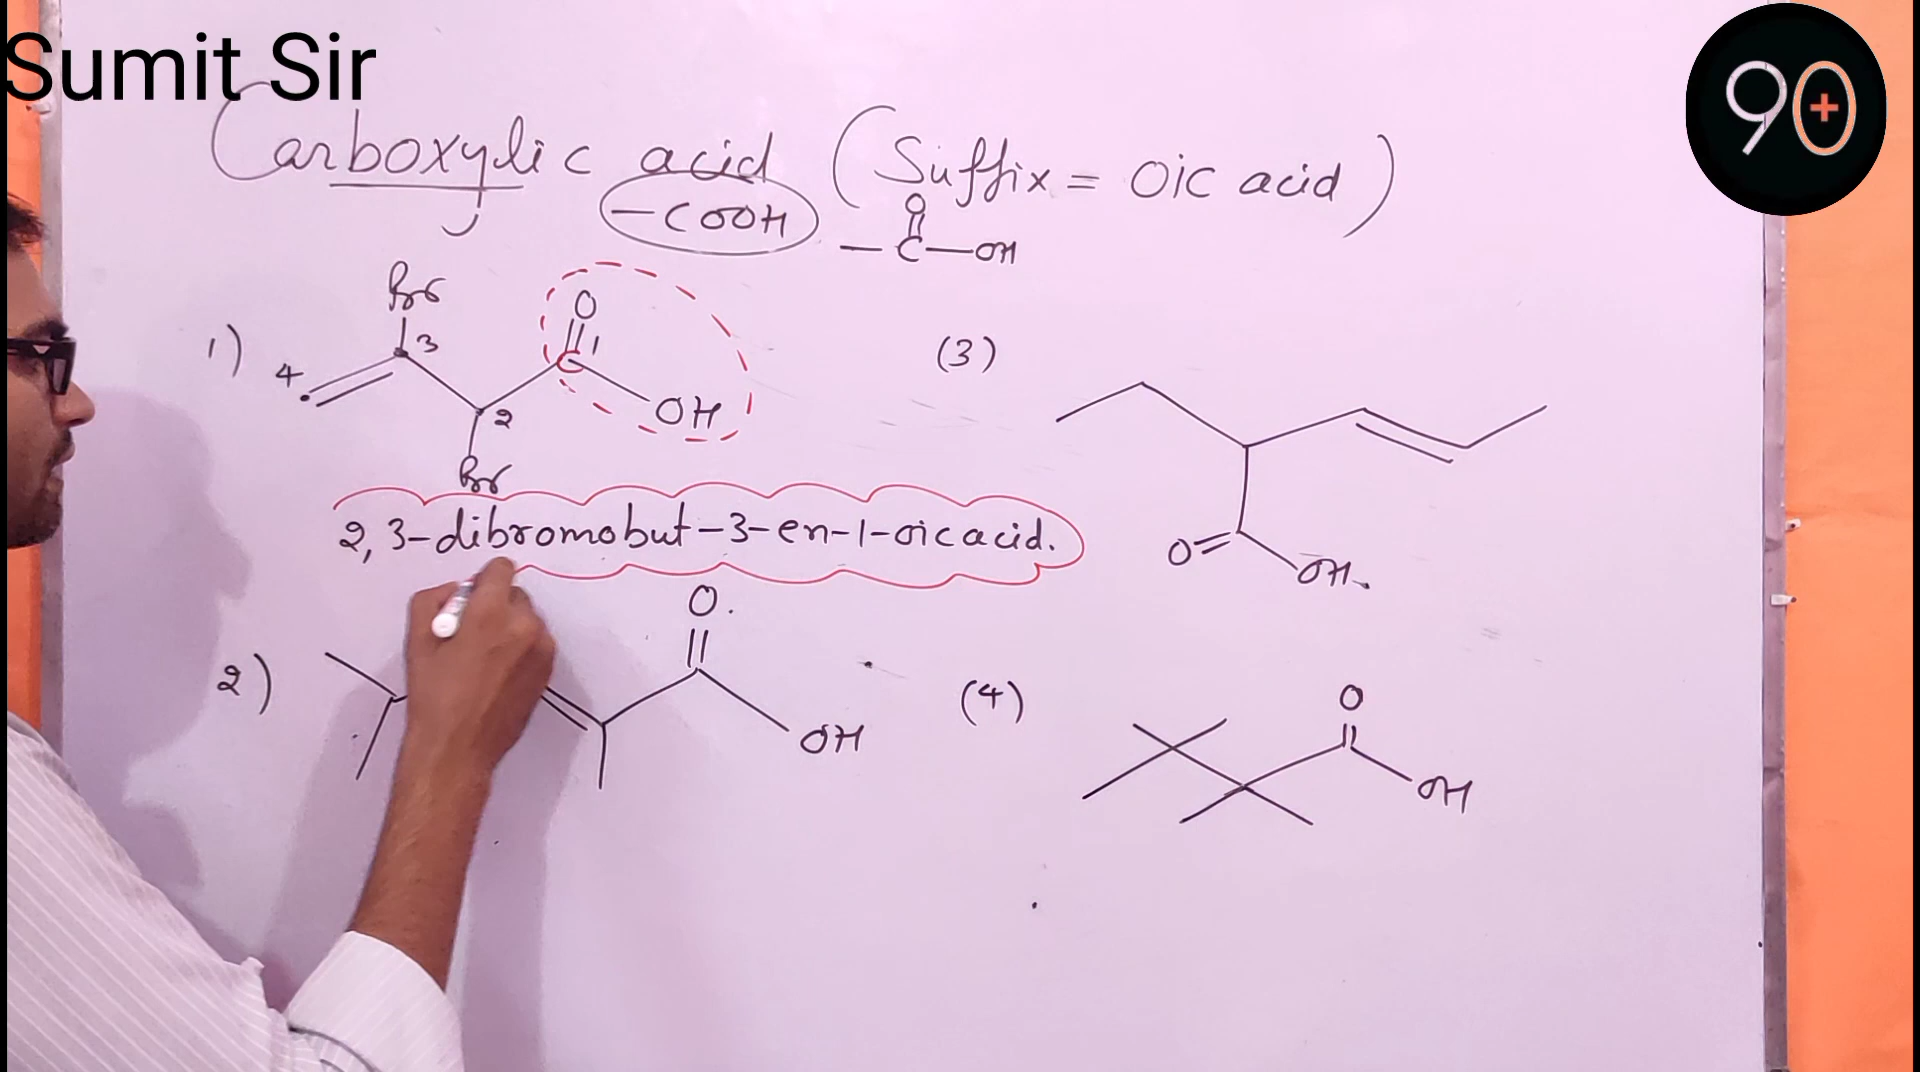 Sumit Sir
90+
Carboxylic acid (Suffix = Oic acid)
-COOH
O
-C-OH
1)
Br
3
4
O
1
C
2
OH
Br
2,3-dibromobut-3-en-1-oic acid.
(3)
O
OH.
2)
O.
OH
(4)
O
OH